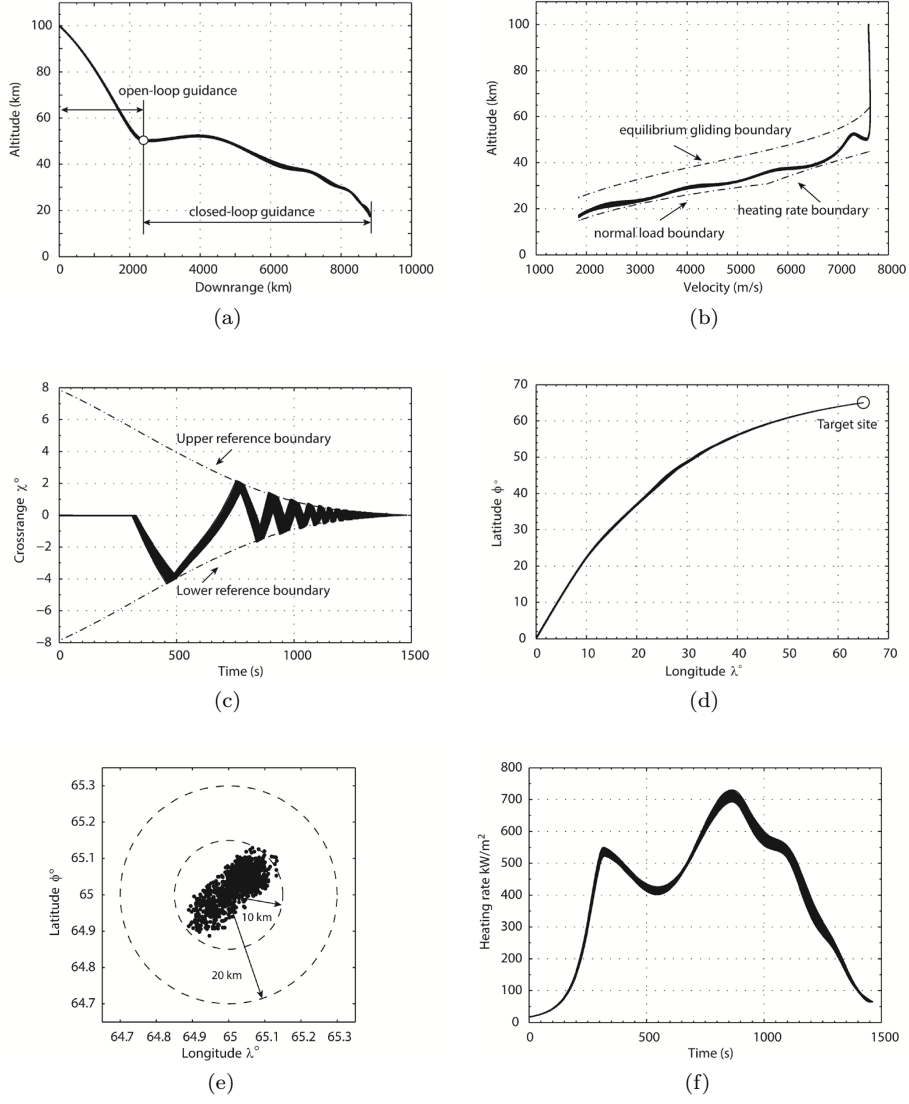 100
80
60
40
20
0
Altitude (km)
open-loop guidance
closed-loop guidance
0 2000 4000 6000 8000 10000
Downrange (km)
(a)
100
80
60
40
20
0
Altitude (km)
equilibrium gliding boundary
heating rate boundary
normal load boundary
1000 2000 3000 4000 5000 6000 7000 8000
Velocity (m/s)
(b)
8
6
4
2
0
−2
−4
−6
−8
Crossrange χ°
Upper reference boundary
Lower reference boundary
0 500 1000 1500
Time (s)
(c)
70
60
50
40
30
20
10
0
Latitude ϕ°
Target site
0 10 20 30 40 50 60 70
Longitude λ°
(d)
65.3
65.2
65.1
65
64.9
64.8
64.7
Latitude ϕ°
10 km
20 km
64.7 64.8 64.9 65 65.1 65.2 65.3
Longitude λ°
(e)
800
700
600
500
400
300
200
100
0
Heating rate kW/m²
0 500 1000 1500
Time (s)
(f)